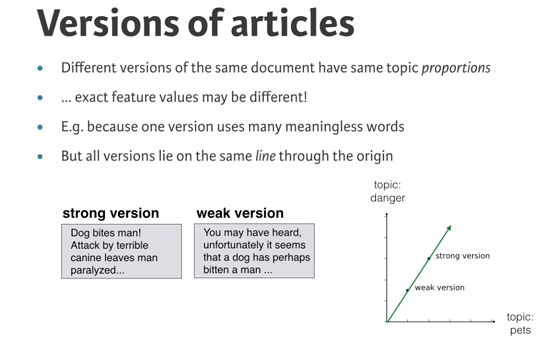 Versions of articles
• Different versions of the same document have same topic proportions
• ... exact feature values may be different!
• E.g. because one version uses many meaningless words
• But all versions lie on the same line through the origin
strong version
Dog bites man!
Attack by terrible
canine leaves man
paralyzed...
weak version
You may have heard,
unfortunately it seems
that a dog has perhaps
bitten a man ...
topic:
danger
strong version
weak version
topic:
pets